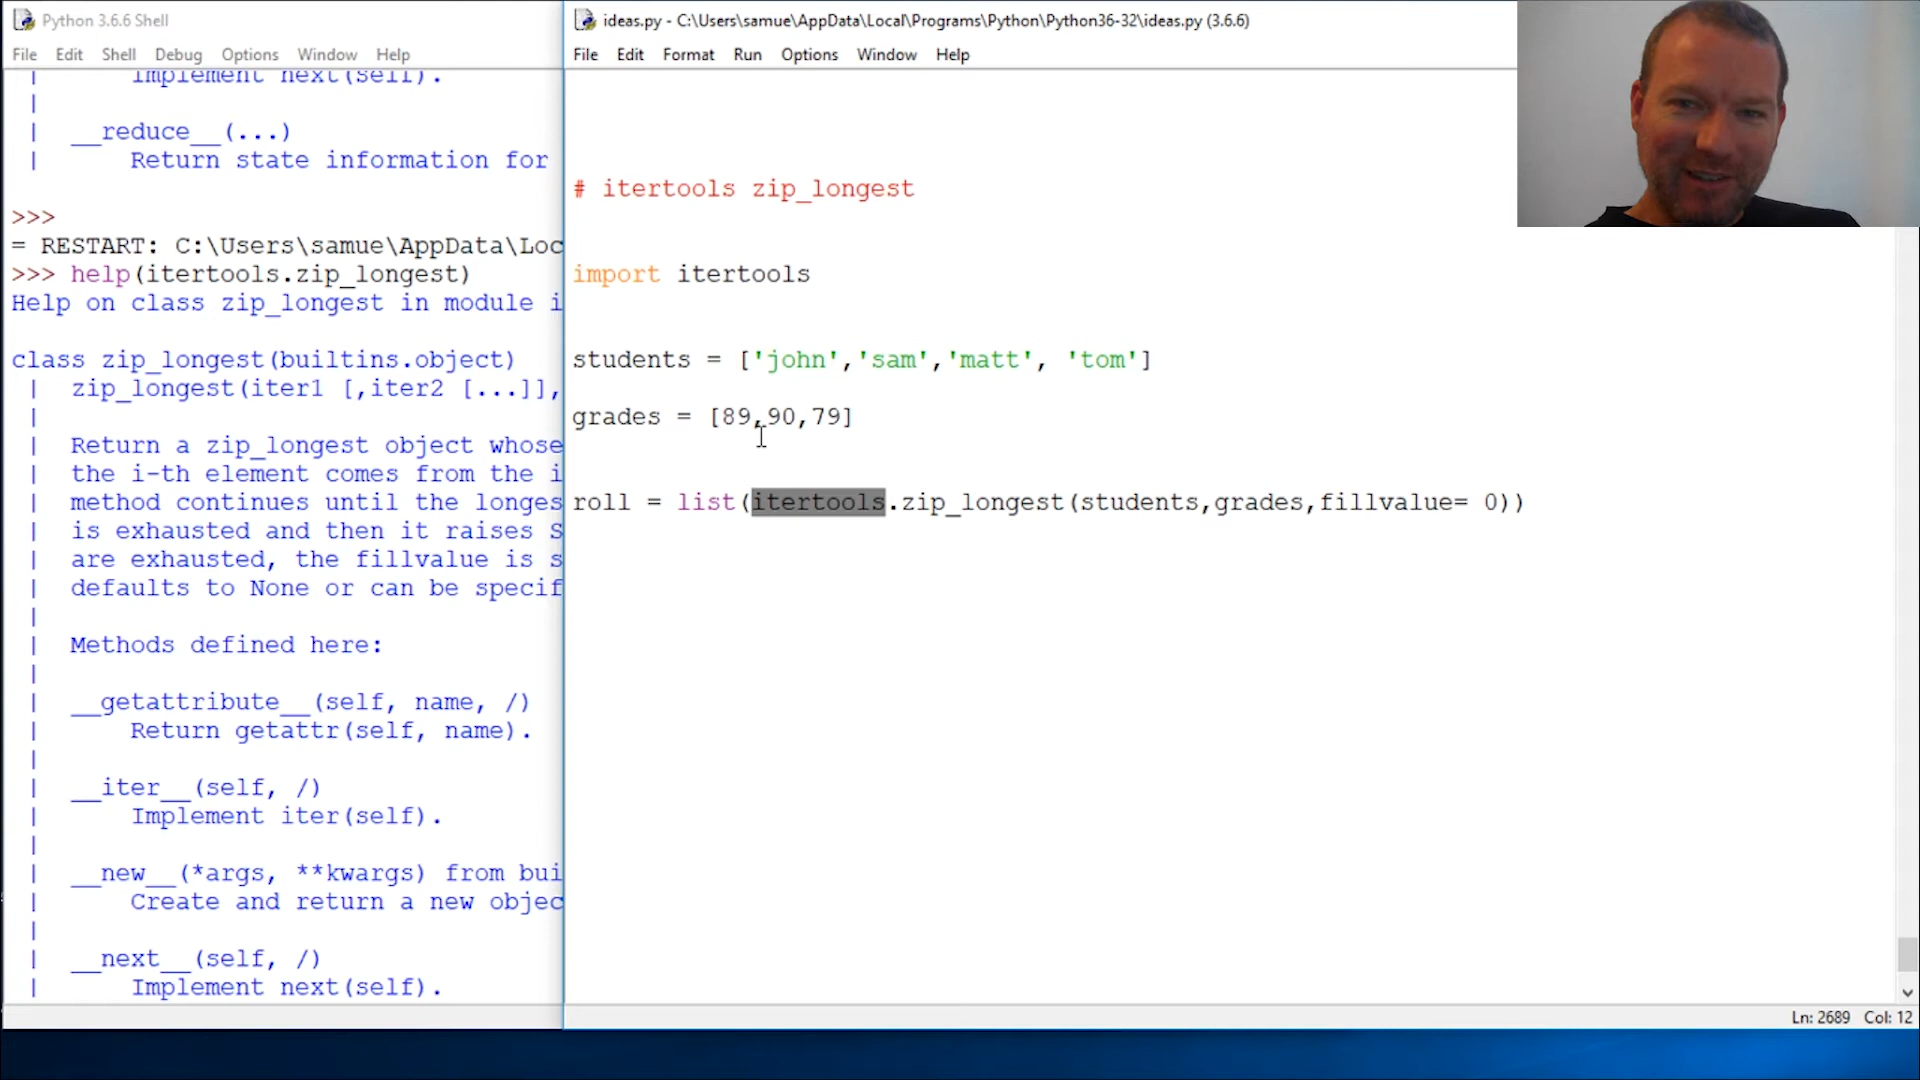 Python 3.6.6 Shell
File Edit Shell Debug Options Window Help
| Implement next(self).
|
| __reduce__(...)
| Return state information for
>>>
= RESTART: C:\Users\samue\AppData\Loc
>>> help(itertools.zip_longest)
Help on class zip_longest in module i
class zip_longest(builtins.object)
| zip_longest(iter1 [,iter2 [...]],
|
| Return a zip_longest object whose
| the i-th element comes from the i
| method continues until the longes
| is exhausted and then it raises S
| are exhausted, the fillvalue is s
| defaults to None or can be specif
|
| Methods defined here:
|
| __getattribute__(self, name, /)
| Return getattr(self, name).
|
| __iter__(self, /)
| Implement iter(self).
|
| __new__(*args, **kwargs) from bui
| Create and return a new objec
|
| __next__(self, /)
| Implement next(self).
ideas.py - C:\Users\samue\AppData\Local\Programs\Python\Python36-32\ideas.py (3.6.6)
File Edit Format Run Options Window Help
# itertools zip_longest
import itertools
students = ['john','sam','matt', 'tom']
grades = [89,90,79]
roll = list(itertools.zip_longest(students,grades,fillvalue= 0))
Ln: 2689 Col: 12